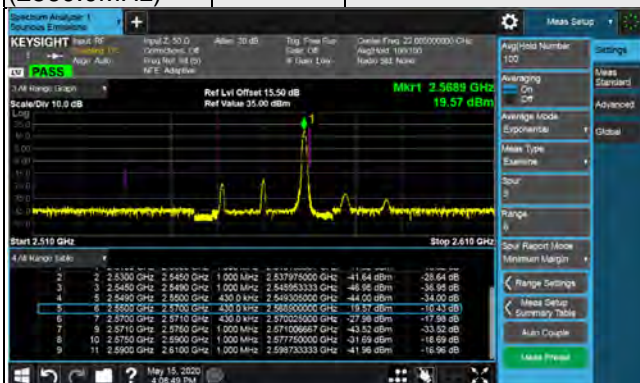 Spectrum Analyzer 1
Spurious Emissions
Meas Setup
KEYSIGHT Input: RF
Align: Auto
Input Z: 50 Ω
Corrections: Off
Freq Ref: Int (S)
NFE: Adaptive
Atten: 30 dB
Trig: Free Run
Gate: Off
IF Gain: Low
Center Freq: 22.000000000 GHz
Avg|Hold: 100/100
Radio Std: None
LXI PASS
3 All Range Graph
Scale/Div 10.0 dB
Ref Lvl Offset 15.50 dB
Ref Value 35.00 dBm
Mkr1 2.5689 GHz
19.57 dBm
Log
1
Start 2.510 GHz
Stop 2.610 GHz
4 All Range Table
2 3 2.5300 GHz 2.5450 GHz 1.000 MHz 2.537975000 GHz -41.64 dBm -28.64 dB
3 3 2.5450 GHz 2.5490 GHz 1.000 MHz 2.545953333 GHz -46.95 dBm -36.95 dB
4 5 2.5490 GHz 2.5500 GHz 430.0 kHz 2.549305000 GHz -44.00 dBm -34.00 dB
5 6 2.5500 GHz 2.5700 GHz 430.0 kHz 2.568900000 GHz 19.57 dBm -10.43 dB
6 7 2.5700 GHz 2.5710 GHz 430.0 kHz 2.570025000 GHz -27.98 dBm -17.98 dB
7 9 2.5710 GHz 2.5750 GHz 1.000 MHz 2.571006667 GHz -43.52 dBm -33.52 dB
8 10 2.5750 GHz 2.5900 GHz 1.000 MHz 2.577750000 GHz -31.69 dBm -18.69 dB
9 11 2.5900 GHz 2.6100 GHz 1.000 MHz 2.598733333 GHz -41.96 dBm -16.96 dB
Avg|Hold Number
100
Averaging
On
Off
Average Mode
Exponential
Meas Type
Examine
Spur
Range
Spur Report Mode
Minimum Margin
Range Settings
Meas Setup
Summary Table
Auto Couple
Meas Preset
Settings
Meas
Standard
Advanced
Global
May 15, 2020
4:06:49 PM